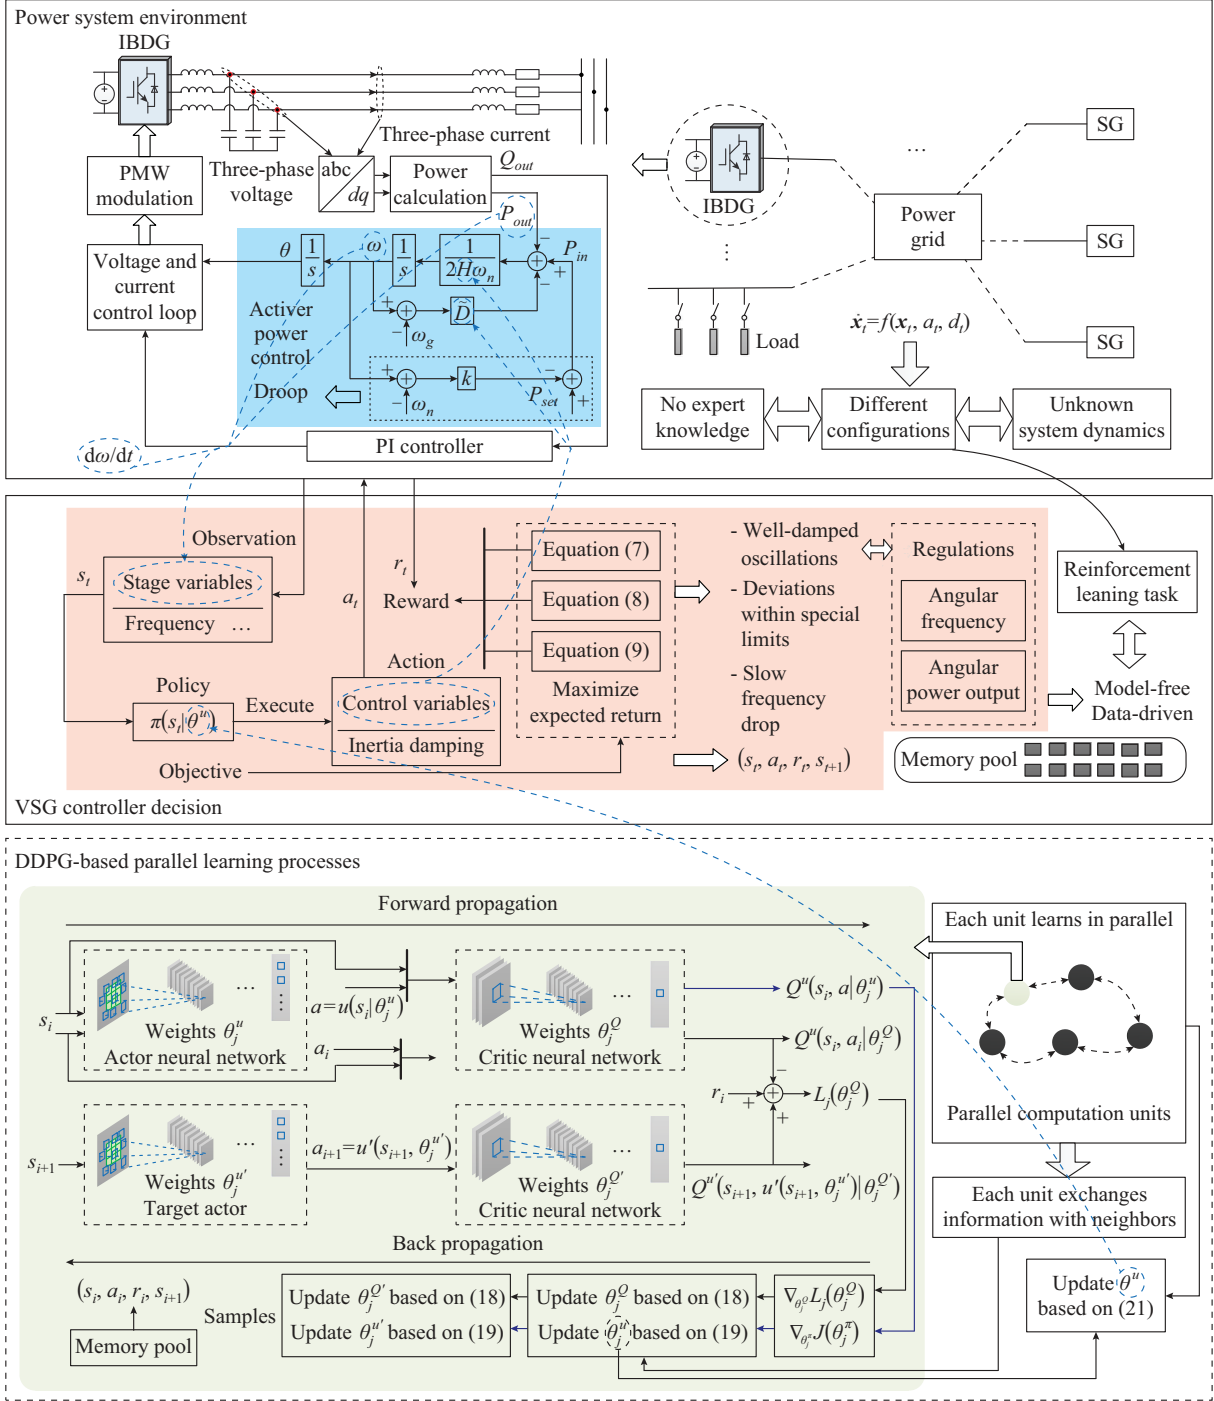 Power system environment
IBDG
Three-phase current
Three-phase
voltage
abc
dq
Power
calculation
Q_out
P_out
PMW
modulation
Voltage and
current
control loop
θ
1/s
ω
1/s
1/2Hω_n
P_in
−
+
−
+
−
ω_g
D̃
Activer
power
control
Droop
+
−
ω_n
k
−
P_set
+
PI controller
dω/dt
IBDG
...
SG
Power
grid
SG
SG
⋮
Load
ẋ_t=f(x_t, a_t, d_t)
No expert
knowledge
Different
configurations
Unknown
system dynamics
Observation
s_t
Stage variables
Frequency ...
r_t
a_t
Reward
Equation (7)
Equation (8)
Equation (9)
Maximize
expected return
- Well-damped
oscillations
- Deviations
within special
limits
- Slow
frequency
drop
Regulations
Angular
frequency
Angular
power output
Reinforcement
leaning task
Model-free
Data-driven
Policy
π(s_t|θ^u)
Execute
Action
Control variables
Inertia damping
Objective
(s_t, a_t, r_t, s_{t+1})
Memory pool
VSG controller decision
DDPG-based parallel learning processes
Forward propagation
s_i
...
⋮
Weights θ_j^u
Actor neural network
a=u(s_i|θ_j^u)
a_i
...
Weights θ_j^Q
Critic neural network
Q^u(s_i, a|θ_j^u)
Q^u(s_i, a_i|θ_j^Q)
−
r_i
+
+
L_j(θ_j^Q)
s_{i+1}
...
⋮
Weights θ_j^{u'}
Target actor
a_{i+1}=u'(s_{i+1}, θ_j^{u'})
...
Weights θ_j^{Q'}
Critic neural network
Q^{u'}(s_{i+1}, u'(s_{i+1}, θ_j^{u'})|θ_j^{Q'})
Back propagation
(s_i, a_i, r_i, s_{i+1})
Memory pool
Samples
Update θ_j^{Q'} based on (18)
Update θ_j^{u'} based on (19)
Update θ_j^Q based on (18)
Update θ_j^u based on (19)
∇_{θ_j^Q}L_j(θ_j^Q)
∇_{θ_j^π}J(θ_j^π)
Each unit learns in parallel
Parallel computation units
Each unit exchanges
information with neighbors
Update θ^u
based on (21)